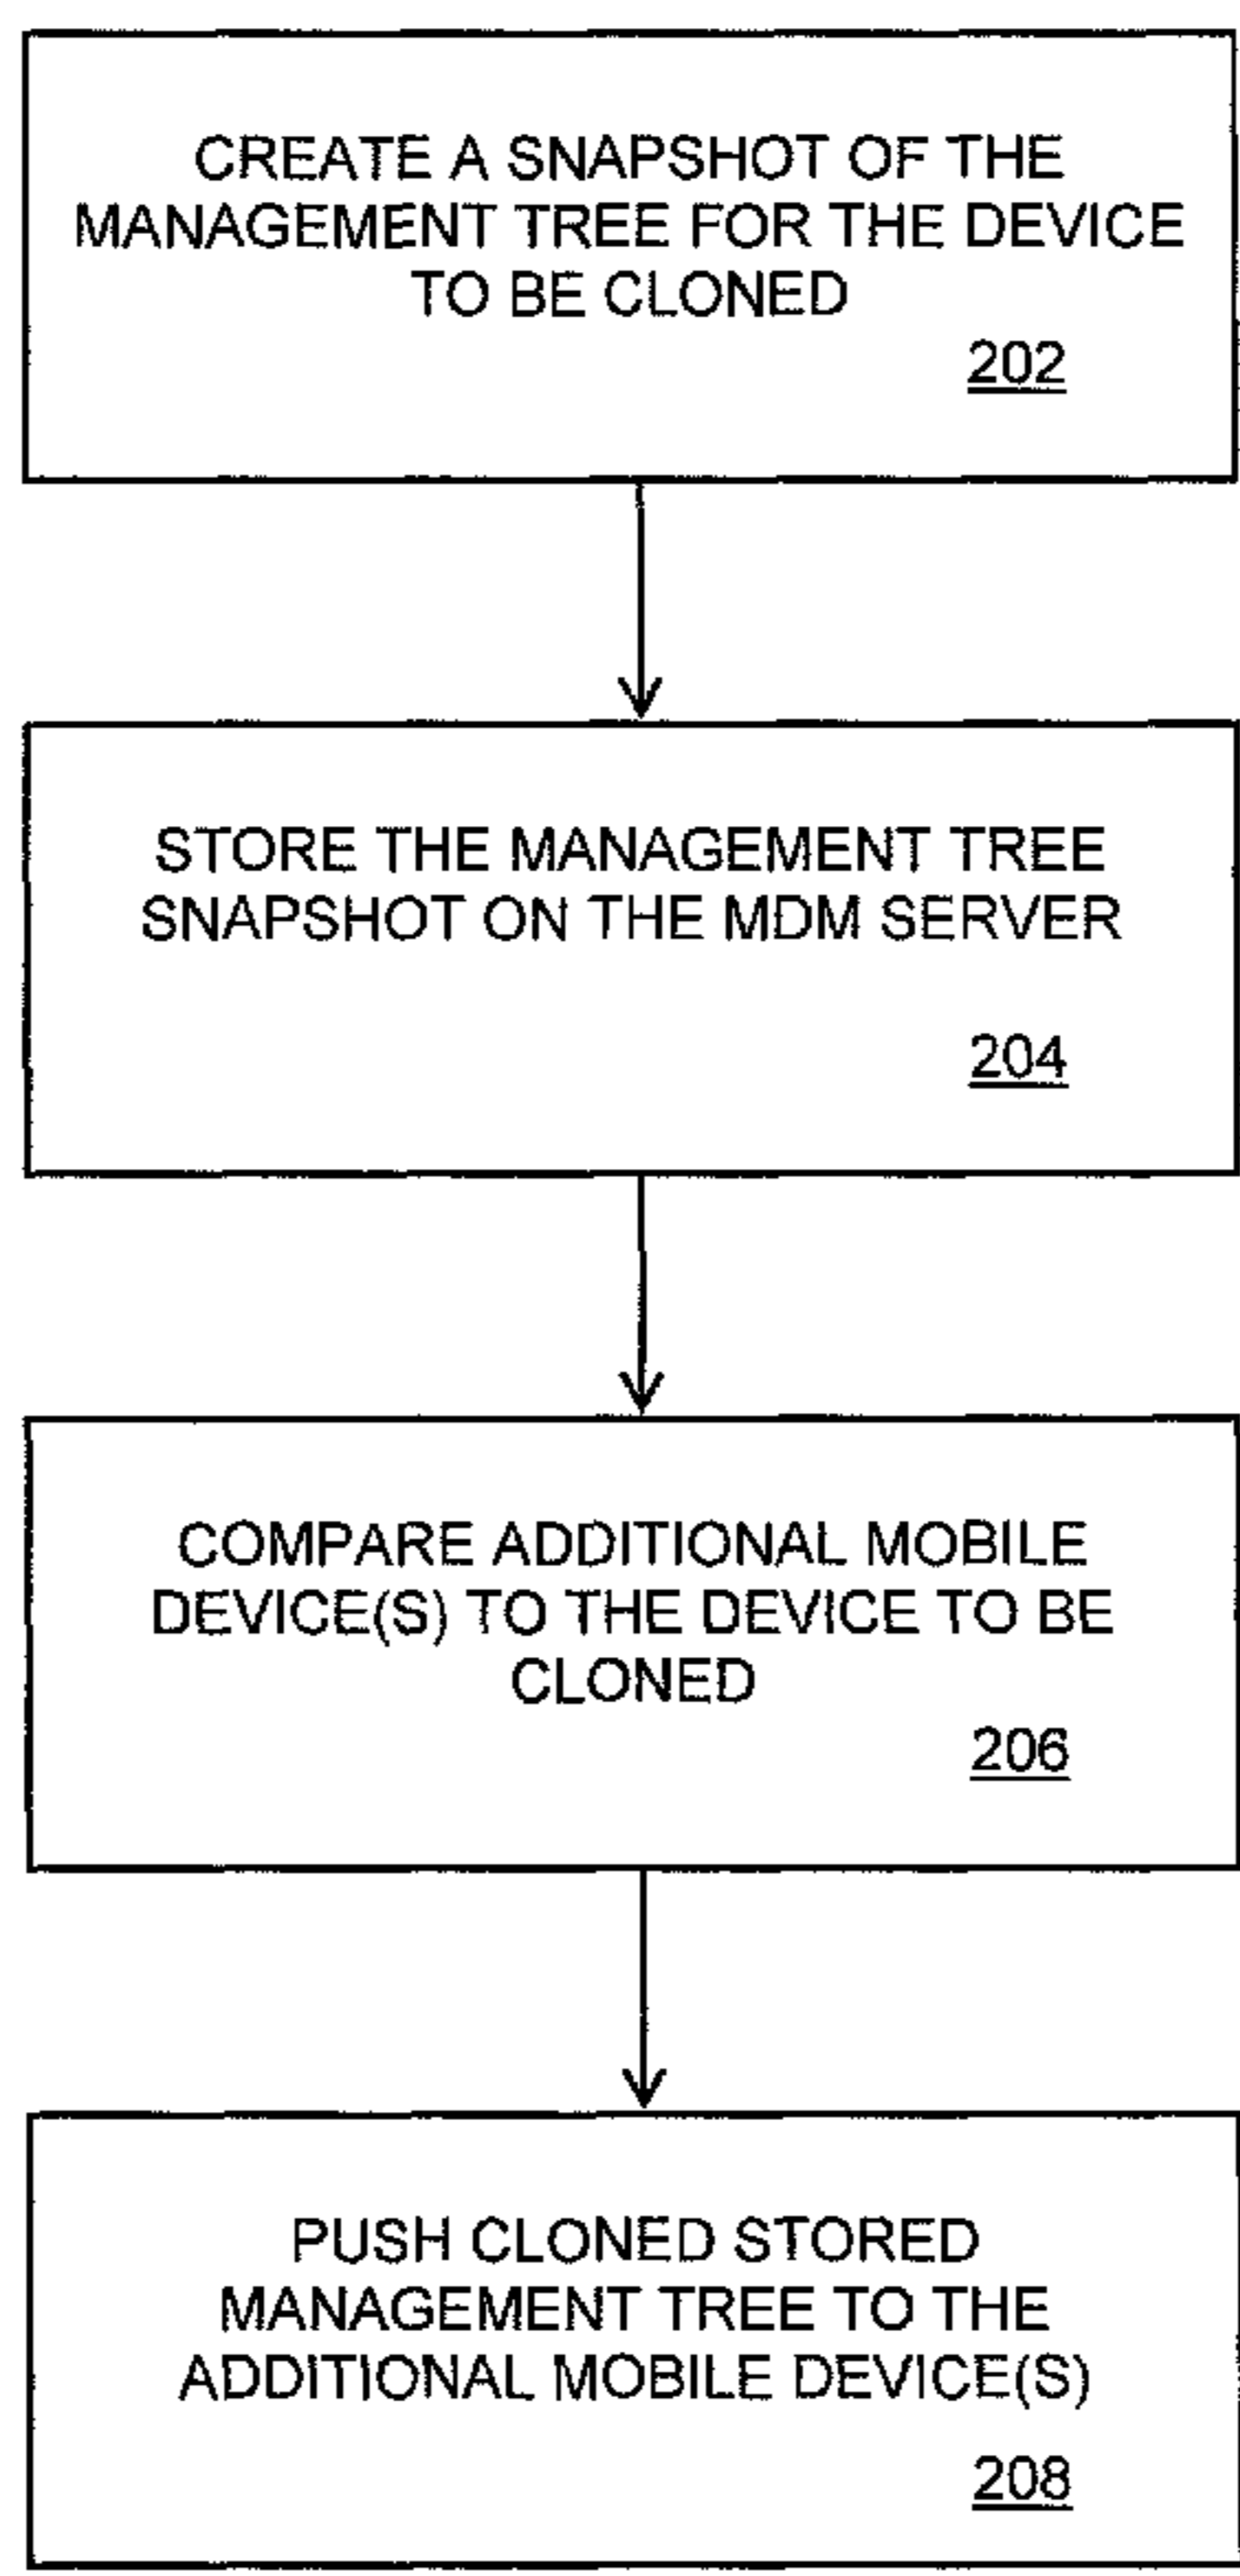 CREATE A SNAPSHOT OF THE
MANAGEMENT TREE FOR THE DEVICE
TO BE CLONED
202
STORE THE MANAGEMENT TREE
SNAPSHOT ON THE MDM SERVER
204
COMPARE ADDITIONAL MOBILE
DEVICE(S) TO THE DEVICE TO BE
CLONED
206
PUSH CLONED STORED
MANAGEMENT TREE TO THE
ADDITIONAL MOBILE DEVICE(S)
208